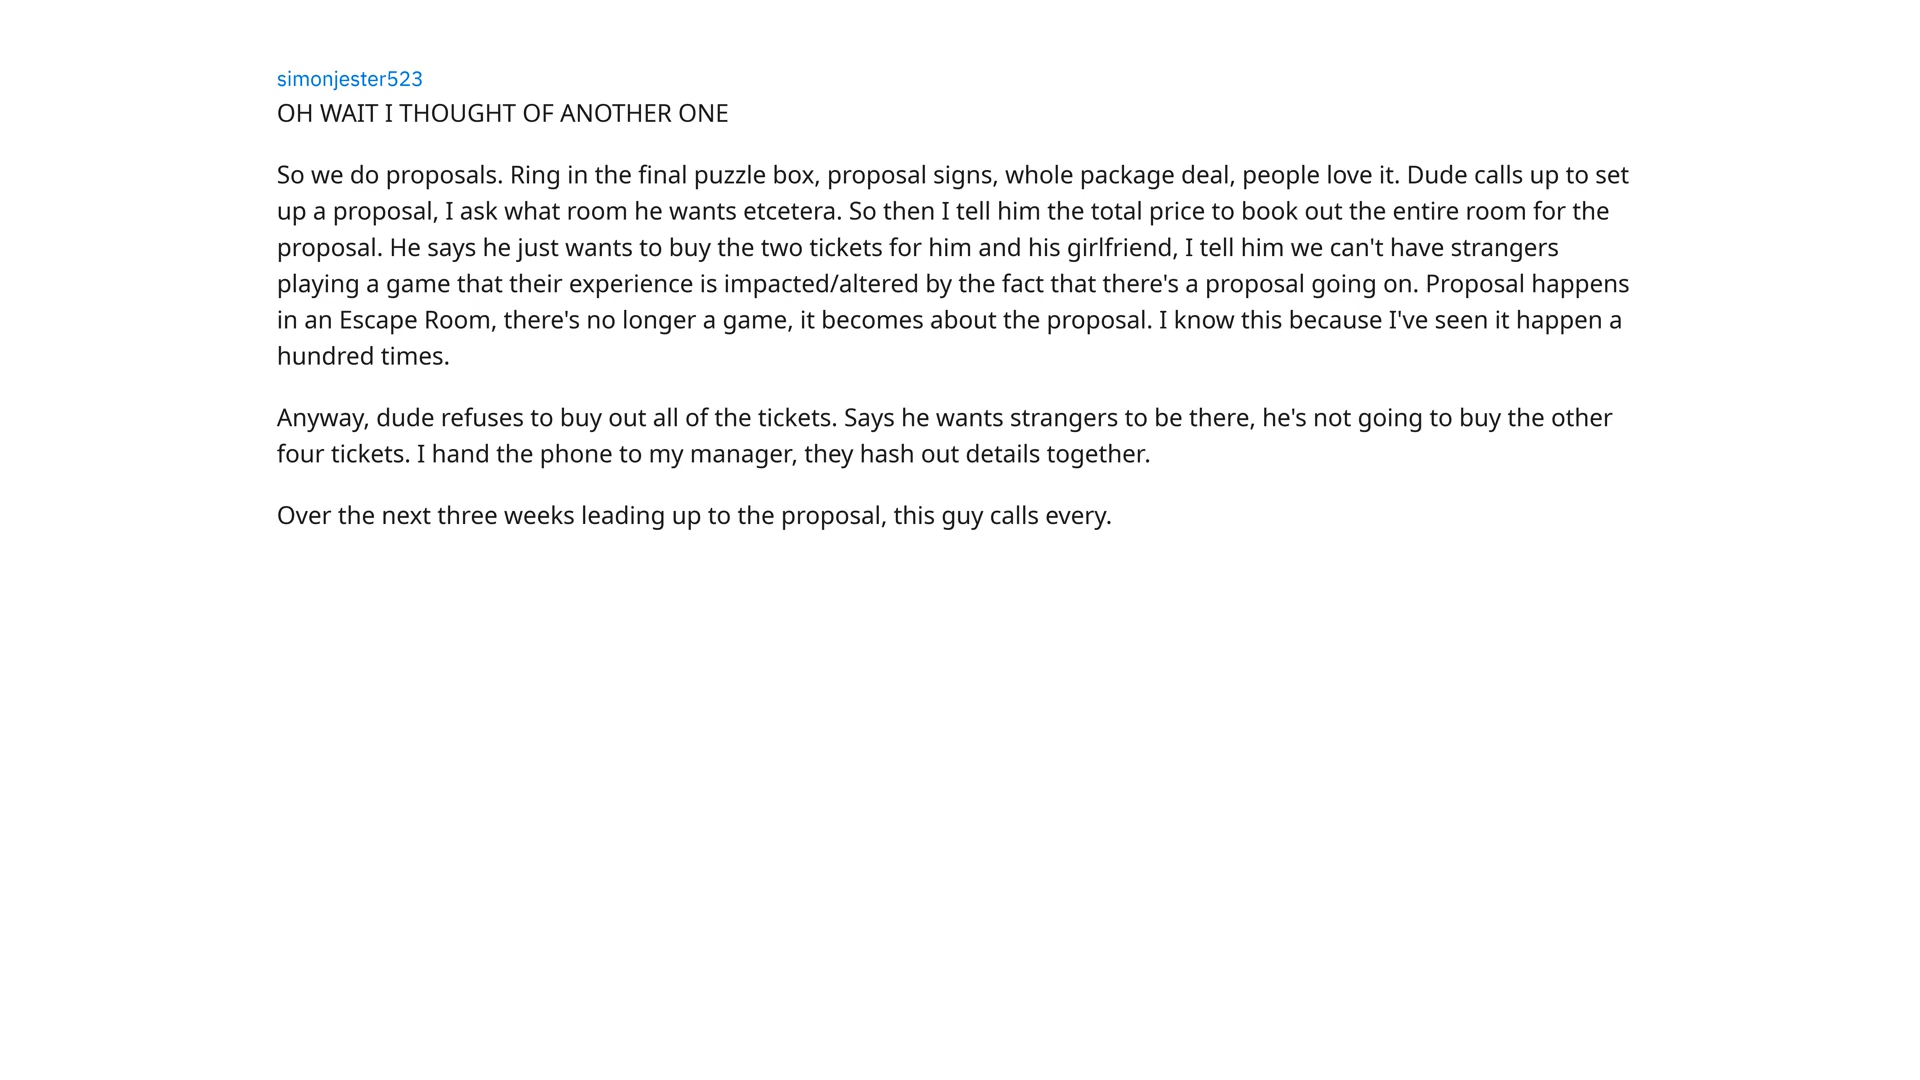 simonjester523
OH WAIT I THOUGHT OF ANOTHER ONE
So we do proposals. Ring in the final puzzle box, proposal signs, whole package deal, people love it. Dude calls up to set
up a proposal, I ask what room he wants etcetera. So then I tell him the total price to book out the entire room for the
proposal. He says he just wants to buy the two tickets for him and his girlfriend, I tell him we can't have strangers
playing a game that their experience is impacted/altered by the fact that there's a proposal going on. Proposal happens
in an Escape Room, there's no longer a game, it becomes about the proposal. I know this because I've seen it happen a
hundred times.
Anyway, dude refuses to buy out all of the tickets. Says he wants strangers to be there, he's not going to buy the other
four tickets. I hand the phone to my manager, they hash out details together.
Over the next three weeks leading up to the proposal, this guy calls every.